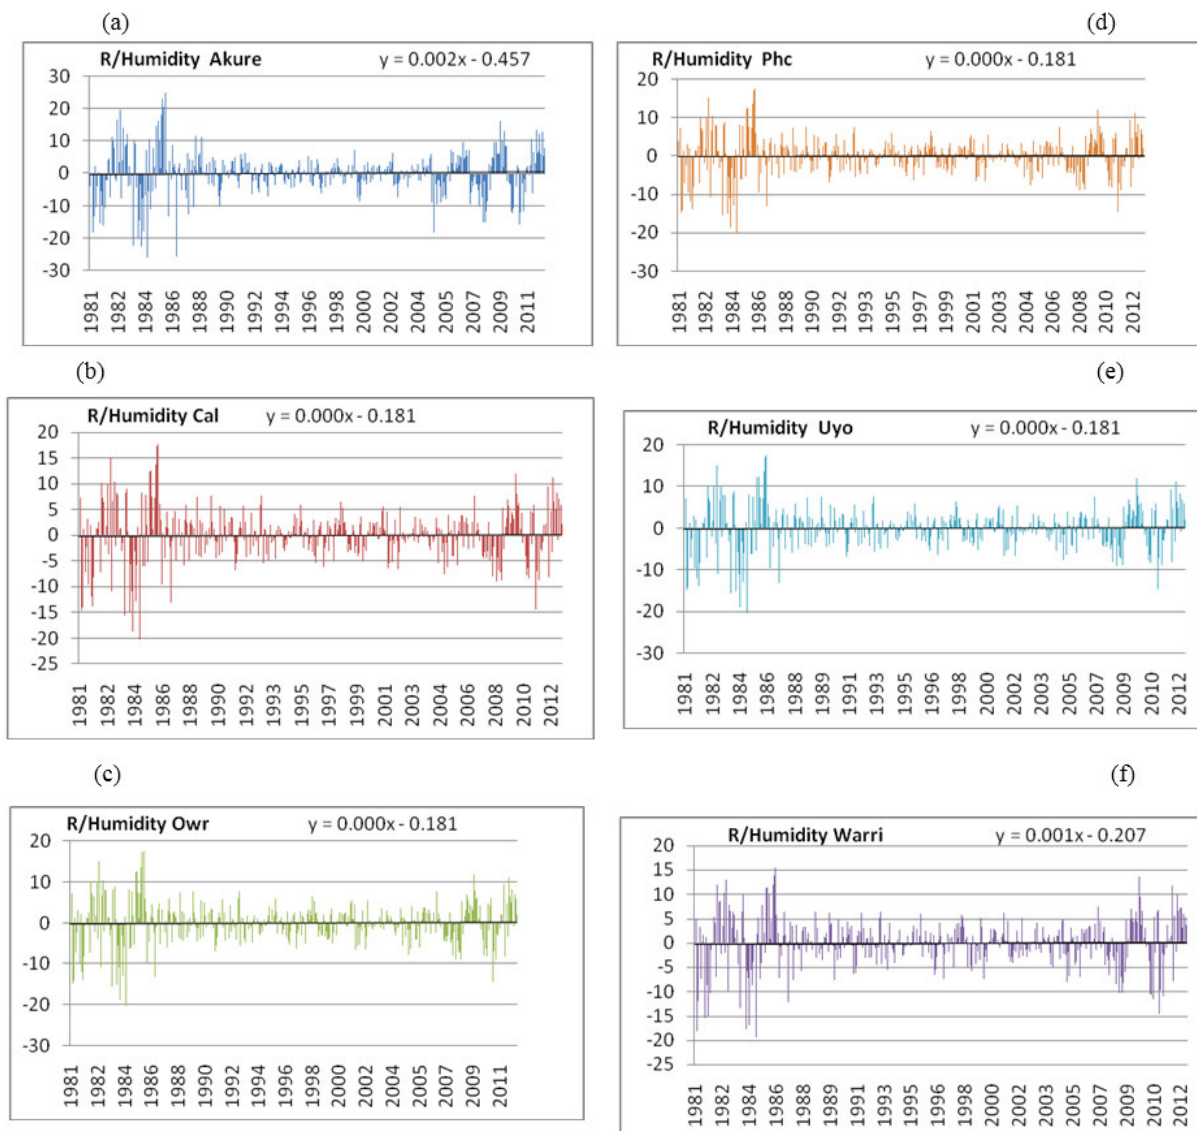 (a)
R/Humidity Akure y = 0.002x - 0.457
30
20
10
0
-10
-20
-30
1981 1982 1984 1986 1988 1990 1992 1994 1996 1998 2000 2002 2003 2005 2007 2009 2011
(d)
R/Humidity Phc y = 0.000x - 0.181
20
10
0
-10
-20
-30
1981 1982 1984 1986 1988 1990 1992 1993 1995 1997 1999 2001 2003 2004 2006 2008 2010 2012
(b)
R/Humidity Cal y = 0.000x - 0.181
20
15
10
5
0
-5
-10
-15
-20
-25
1981 1982 1984 1986 1988 1990 1992 1993 1995 1997 1999 2001 2003 2004 2006 2008 2010 2012
(e)
R/Humidity Uyo y = 0.000x - 0.181
20
10
0
-10
-20
-30
1981 1982 1984 1986 1988 1989 1991 1993 1995 1996 1998 2000 2002 2003 2005 2007 2009 2010 2012
(c)
R/Humidity Owr y = 0.000x - 0.181
20
10
0
-10
-20
-30
1981 1982 1984 1986 1988 1990 1992 1994 1996 1998 2000 2002 2003 2005 2007 2009 2011
(f)
R/Humidity Warri y = 0.001x - 0.207
20
15
10
5
0
-5
-10
-15
-20
-25
1981 1982 1984 1986 1987 1989 1991 1993 1994 1996 1998 2000 2002 2003 2005 2007 2009 2010 2012